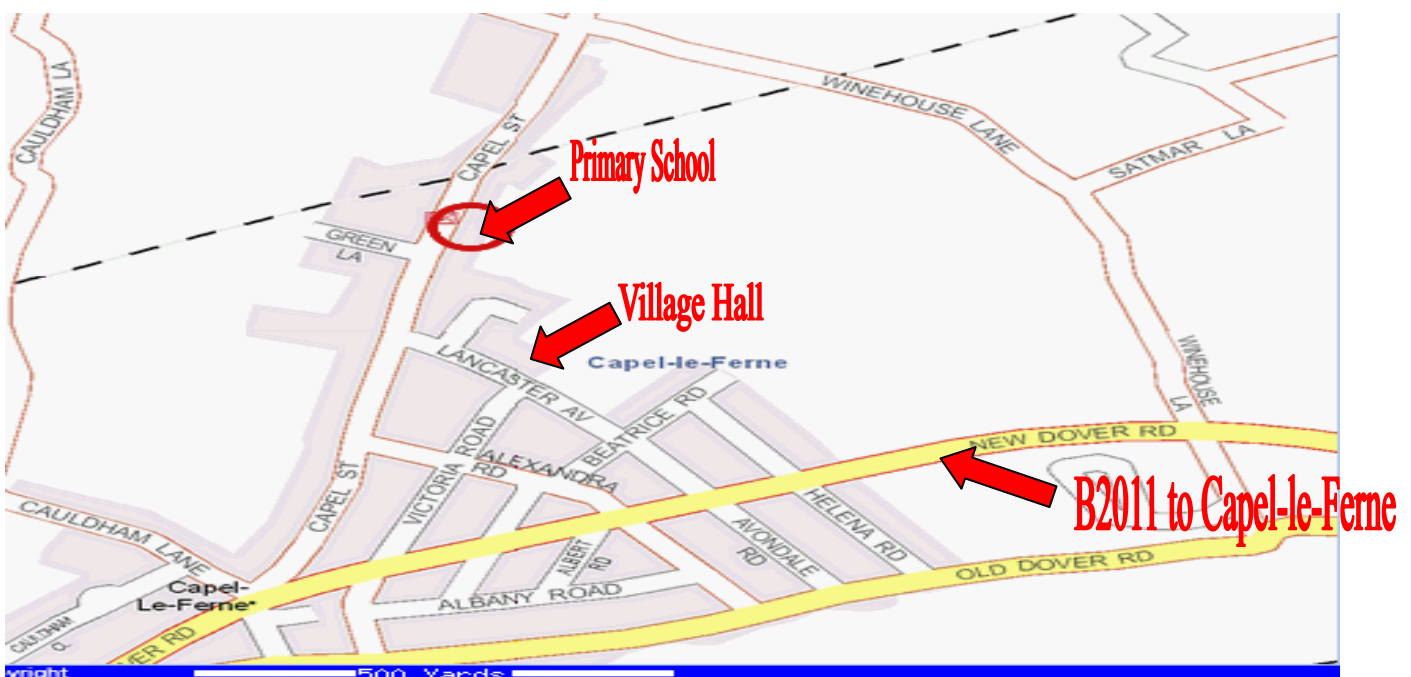 CAULDHAM LA
CAPEL ST
WINEHOUSE LANE
SATMAR LA
Primary School
GREEN
LA
Village Hall
LANCASTER AV
Capel-le-Ferne
WINEHOUSE
LA
BEATRICE RD
NEW DOVER RD
VICTORIA ROAD
ALEXANDRA
RD
CAPEL ST
HELENA RD
B2011 to Capel-le-Ferne
AVONDALE
RD
CAULDHAM LANE
ALBERT
RD
OLD DOVER RD
Capel-
Le-Ferne
ALBANY ROAD
CAULDHAM
CL
VER RD
yright
500 Yards